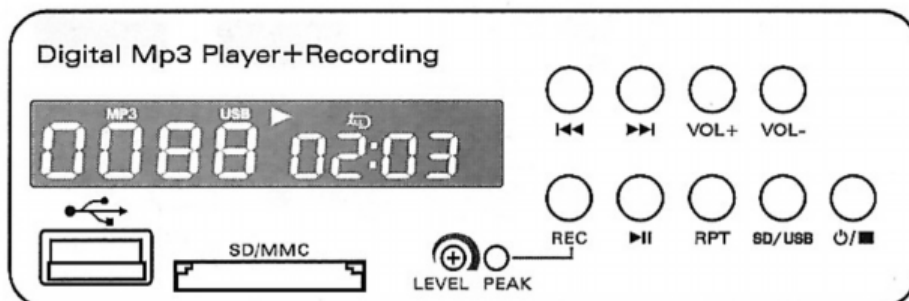 Digital Mp3 Player+Recording
MP3 USB
0088 02:03
VOL+ VOL-
REC RPT SD/USB
SD/MMC
LEVEL PEAK